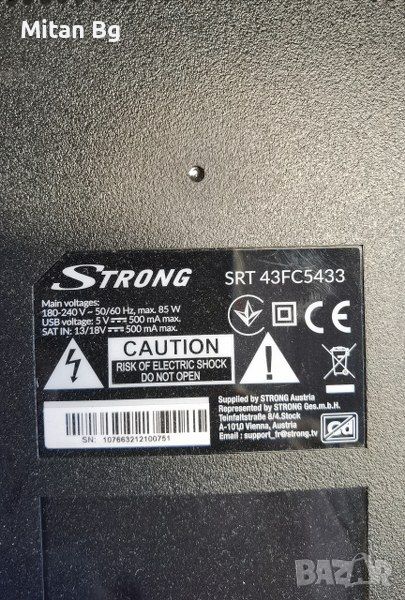 Mitan Bg
STRONG
SRT 43FC5433
Main voltages:
180-240 V ~ 50/60 Hz, max. 85 W
USB voltage: 5 V ⎓ 500 mA max.
SAT IN: 13/18V ⎓ 500 mA max.
CE
CAUTION
RISK OF ELECTRIC SHOCK
DO NOT OPEN
Supplied by STRONG Austria
Represented by STRONG Ges.m.b.H.
Teinfaltstraße 8/4.Stock
A-1010 Vienna, Austria
Email : support_fr@strong.tv
SN: 107663212100751
BAZAR